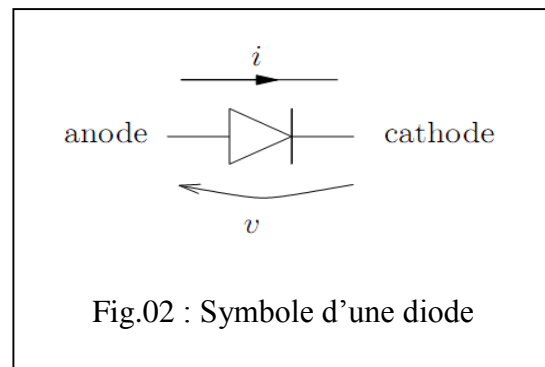 i
anode cathode
v
Fig.02 : Symbole d’une diode